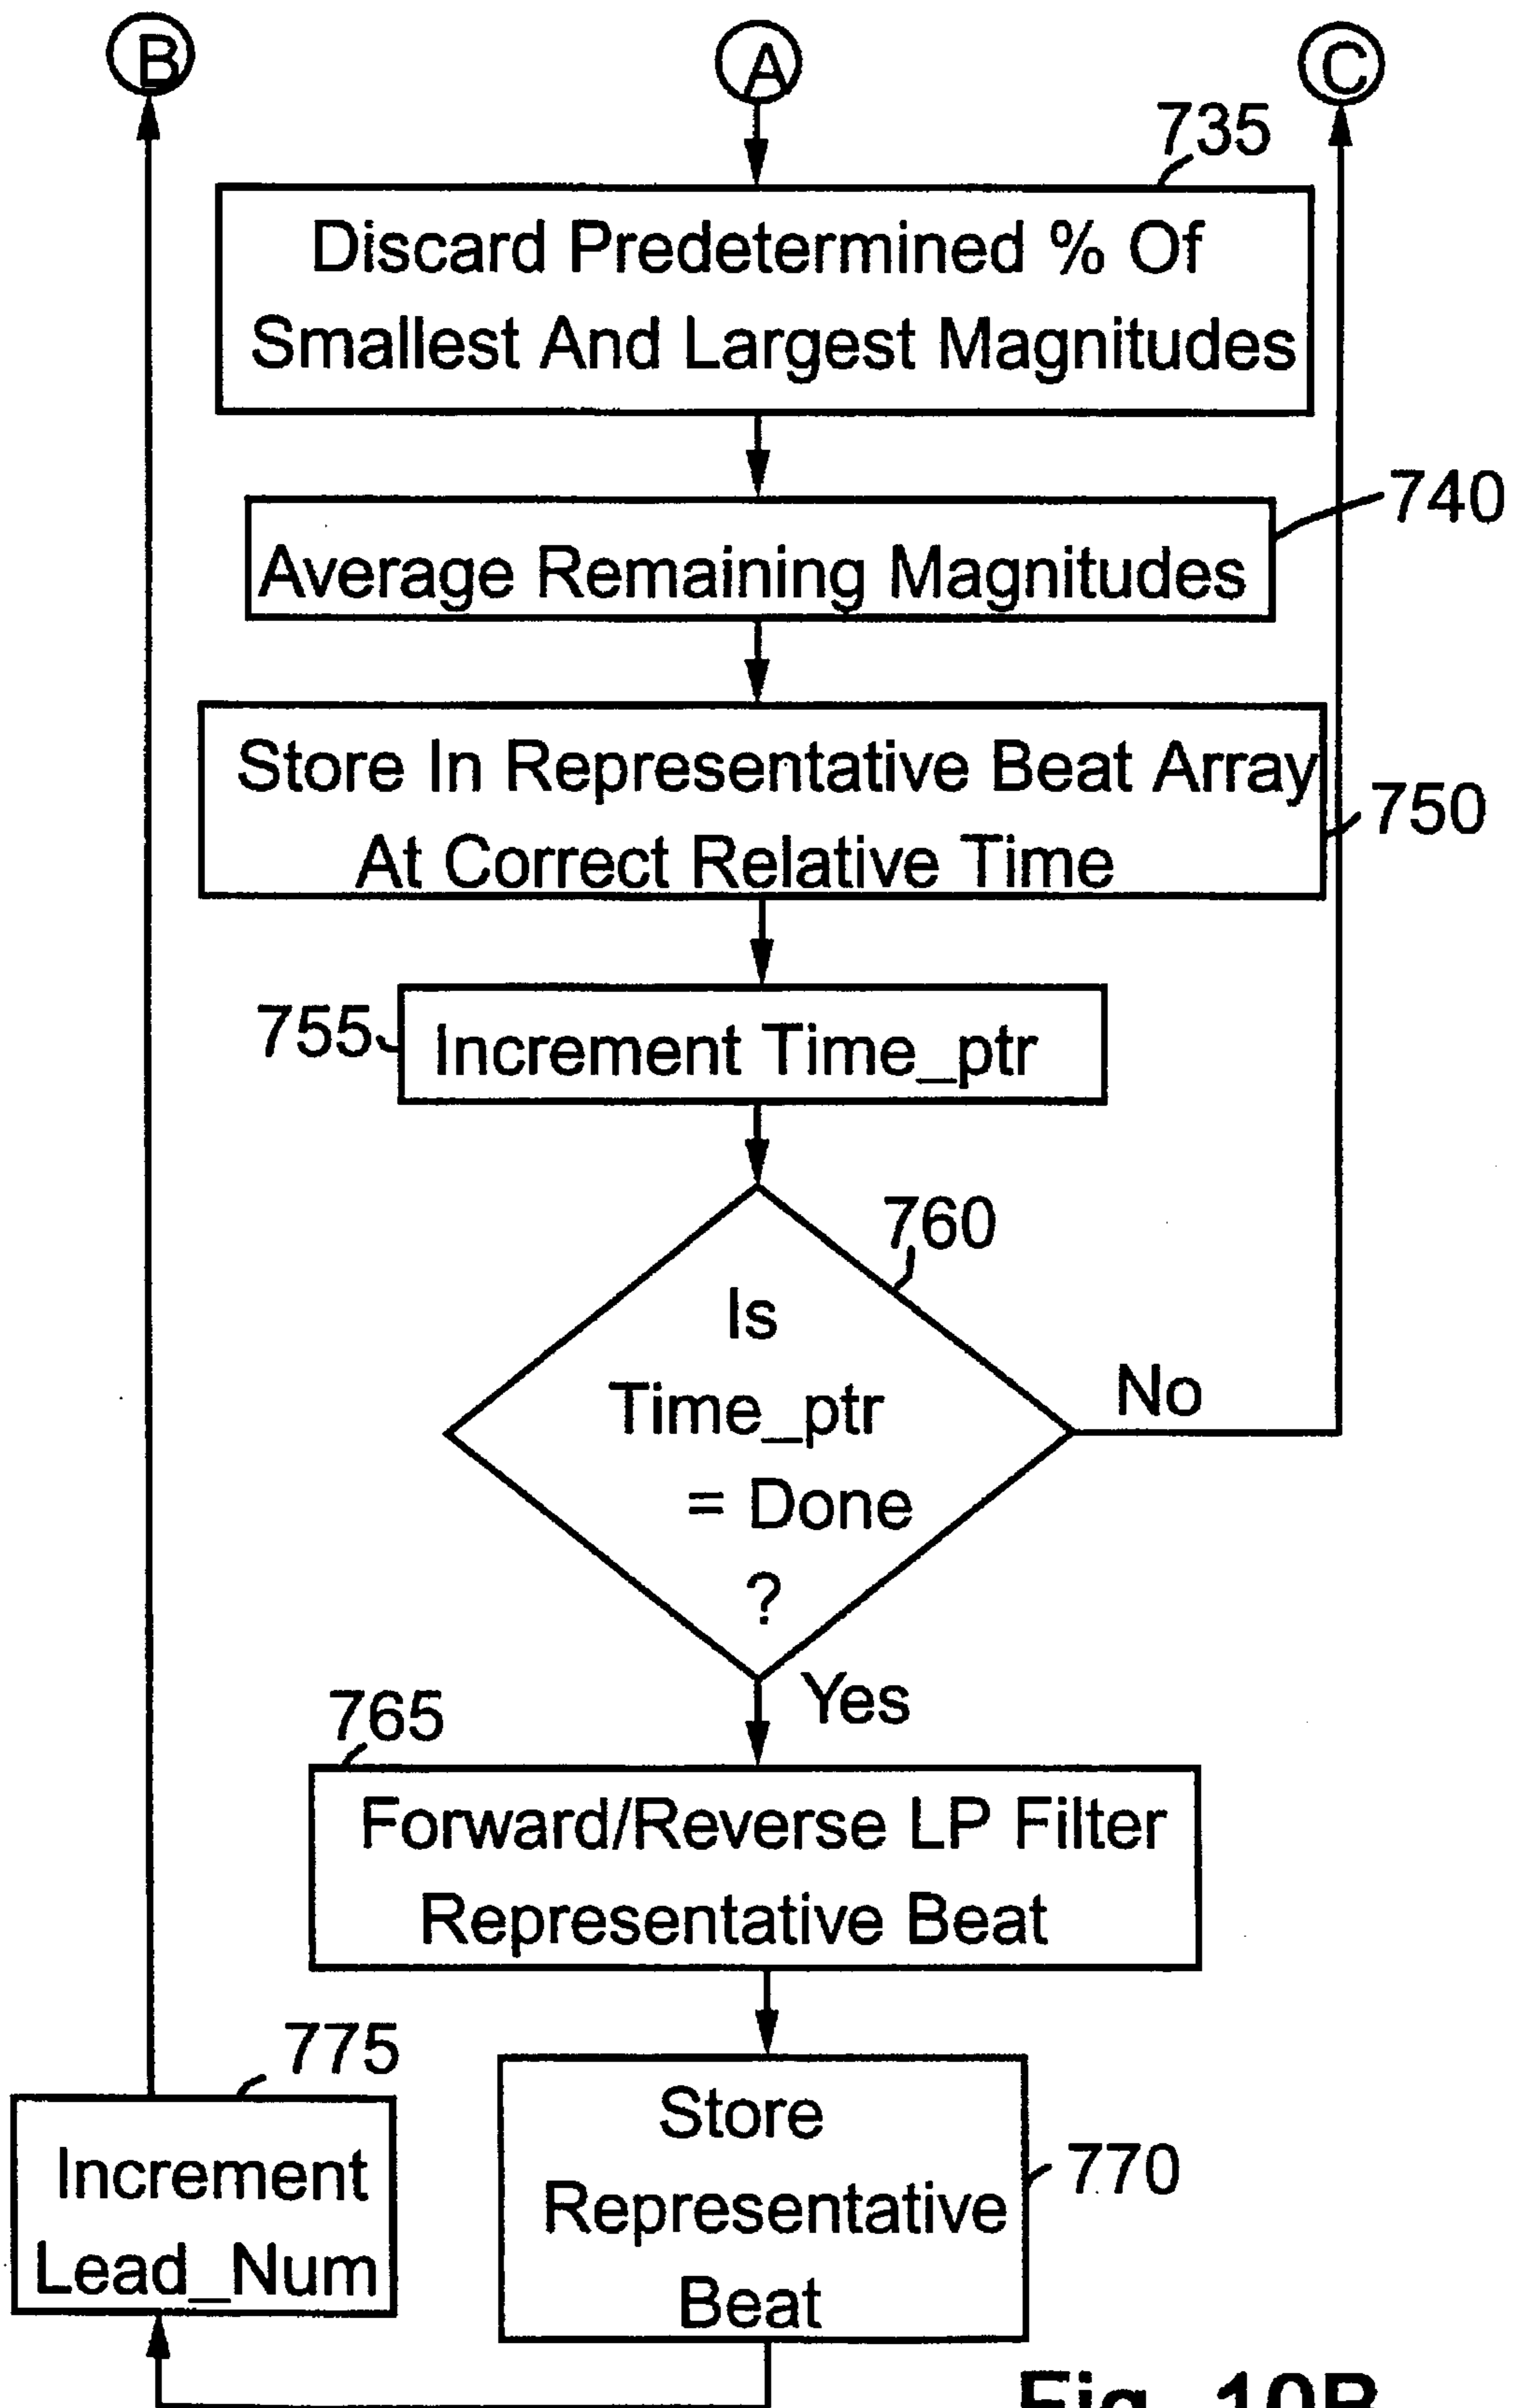 B
A
C
735
Discard Predetermined % Of
Smallest And Largest Magnitudes
740
Average Remaining Magnitudes
Store In Representative Beat Array
At Correct Relative Time
750
755
Increment Time_ptr
760
Is
Time_ptr
= Done
?
No
Yes
765
Forward/Reverse LP Filter
Representative Beat
775
Increment
Lead_Num
Store
Representative
Beat
770
Fig. 10B